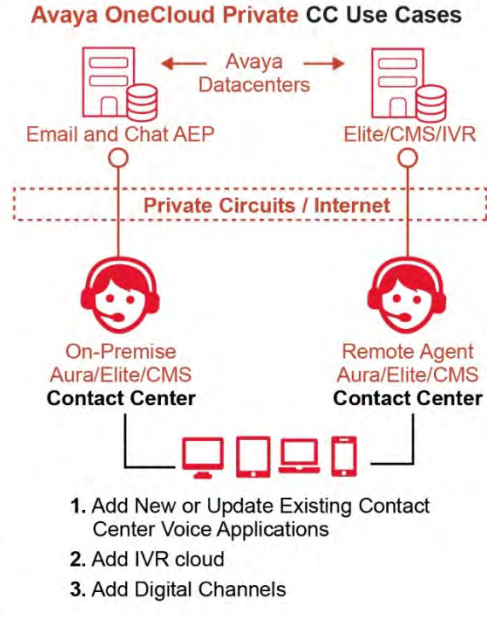 Avaya OneCloud Private CC Use Cases
Avaya
Datacenters
Email and Chat AEP
Elite/CMS/IVR
Private Circuits / Internet
On-Premise
Aura/Elite/CMS
Contact Center
Remote Agent
Aura/Elite/CMS
Contact Center
1. Add New or Update Existing Contact
Center Voice Applications
2. Add IVR cloud
3. Add Digital Channels